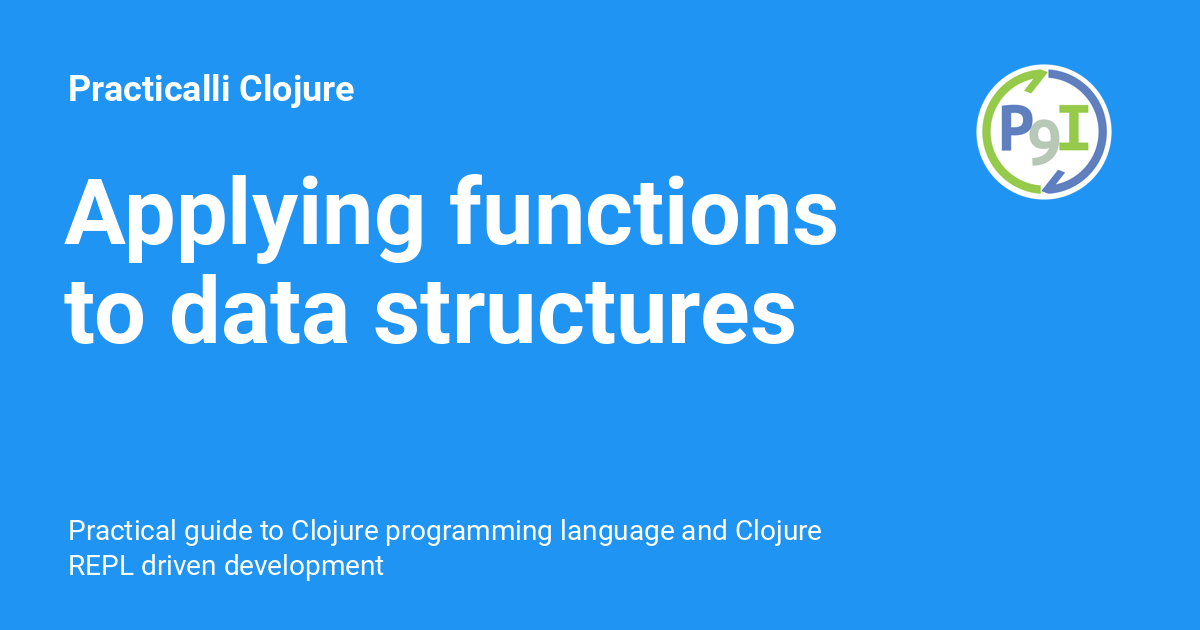 Practicalli Clojure
P9I
Applying functions
to data structures
Practical guide to Clojure programming language and Clojure
REPL driven development